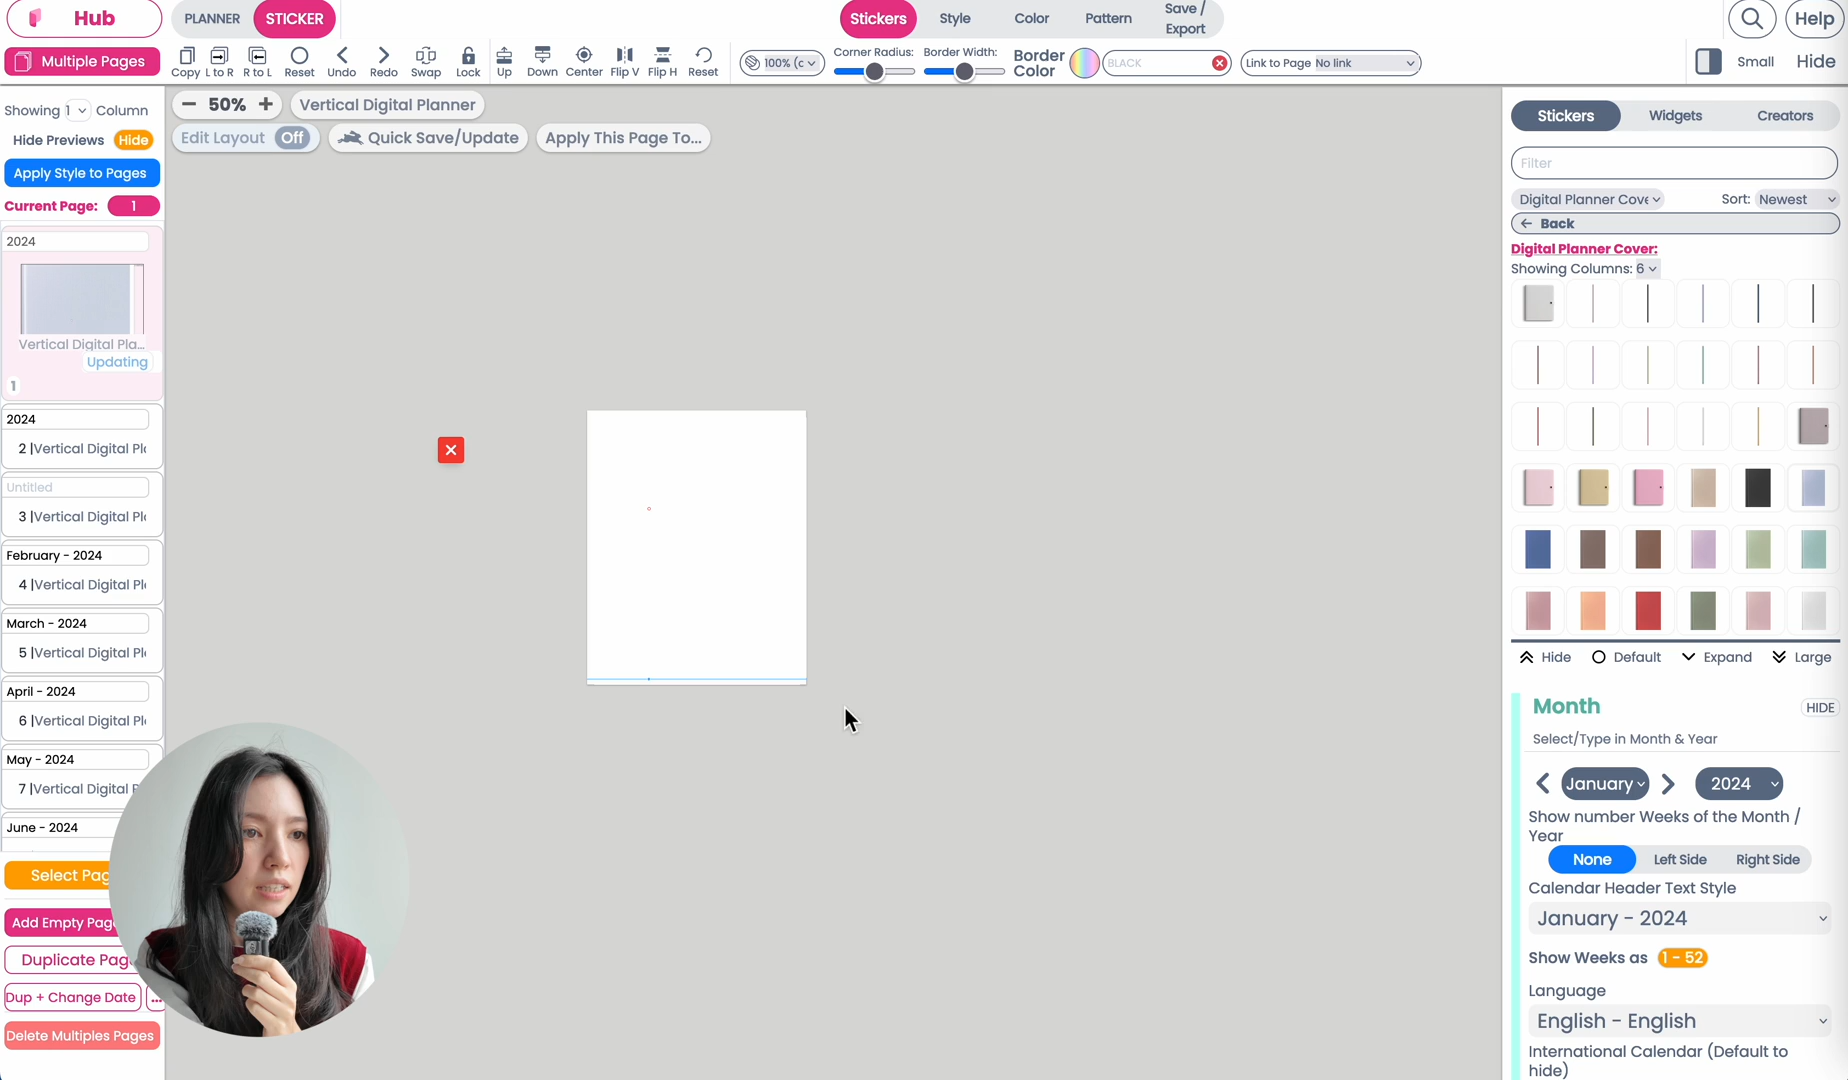 Hub
PLANNER
STICKER
Stickers
Style
Color
Pattern
Save /
Export
Help
Multiple Pages
Copy
L to R
R to L
Reset
Undo
Redo
Swap
Lock
Up
Down
Center
Flip V
Flip H
Reset
100% (c
Corner Radius:
Border Width:
Border
Color
BLACK
Link to Page No link
Small
Hide
Showing 1 Column
Hide Previews Hide
Apply Style to Pages
Current Page: 1
2024
Vertical Digital Pla...
Updating
1
2024
2 |Vertical Digital Pl
Untitled
3 |Vertical Digital Pl
February - 2024
4 |Vertical Digital Pl
March - 2024
5 |Vertical Digital Pl
April - 2024
6 |Vertical Digital Pl
May - 2024
7 |Vertical Digital P
June - 2024
Select Pag
Add Empty Pag
Duplicate Pag
Dup + Change Date ...
Delete Multiples Pages
50%
Vertical Digital Planner
Edit Layout Off
Quick Save/Update
Apply This Page To...
Stickers
Widgets
Creators
Filter
Digital Planner Cove
Sort: Newest
Back
Digital Planner Cover:
Showing Columns: 6
Hide
Default
Expand
Large
Month
HIDE
Select/Type in Month & Year
January
2024
Show number Weeks of the Month /
Year
None
Left Side
Right Side
Calendar Header Text Style
January - 2024
Show Weeks as 1 - 52
Language
English - English
International Calendar (Default to
hide)